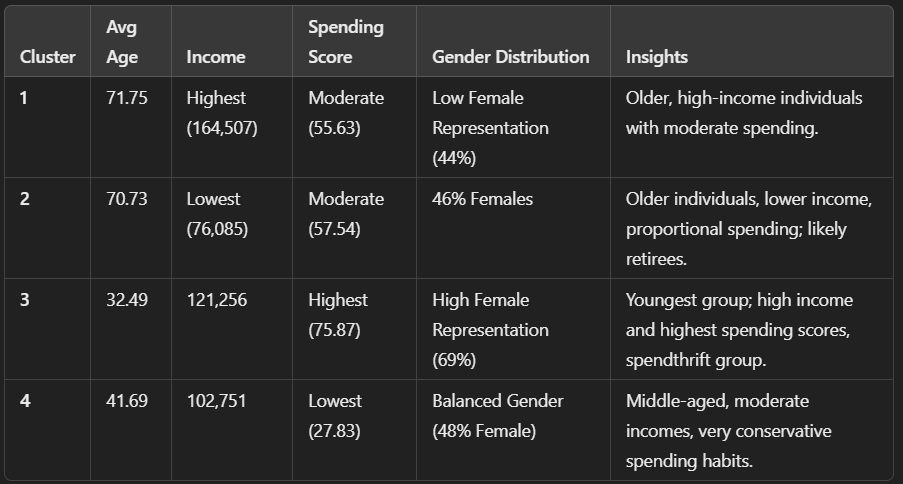 Cluster Avg Age Income Spending Score Gender Distribution Insights
1 71.75 Highest (164,507) Moderate (55.63) Low Female Representation (44%) Older, high-income individuals with moderate spending.
2 70.73 Lowest (76,085) Moderate (57.54) 46% Females Older individuals, lower income, proportional spending; likely retirees.
3 32.49 121,256 Highest (75.87) High Female Representation (69%) Youngest group; high income and highest spending scores, spendthrift group.
4 41.69 102,751 Lowest (27.83) Balanced Gender (48% Female) Middle-aged, moderate incomes, very conservative spending habits.